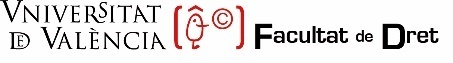 VNIVERSITAT
DE VALÈNCIA
©
Facultat de Dret